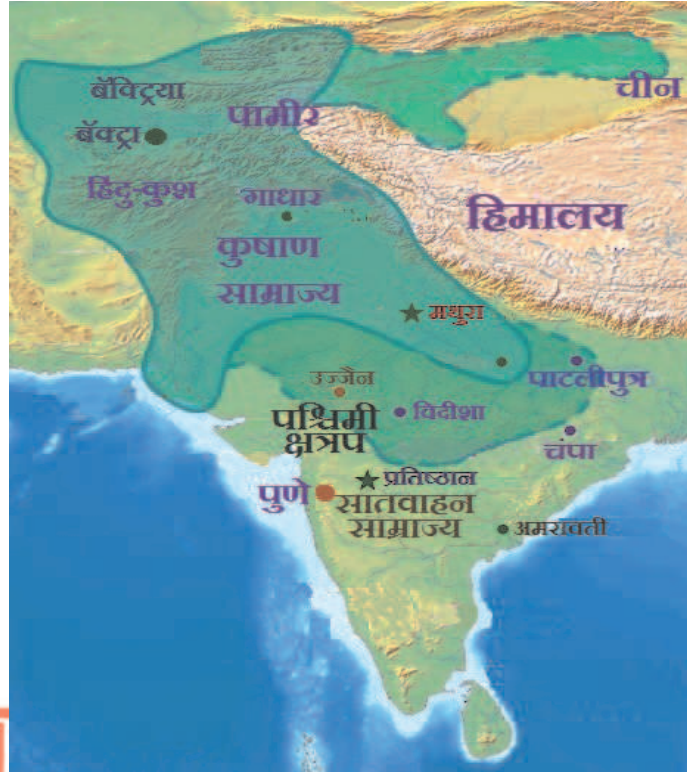 बॅक्ट्रिया
चीन
पामीर
बॅक्ट्रा
हिंदु-कुश
गाधार
हिमालय
कुषाण
साम्राज्य
मथुरा
पाटलीपुत्र
उज्जैन
विदीशा
पश्चिमी
क्षत्रप
चंपा
प्रतिष्ठान
पुणे
सातवाहन
साम्राज्य
अमरावती